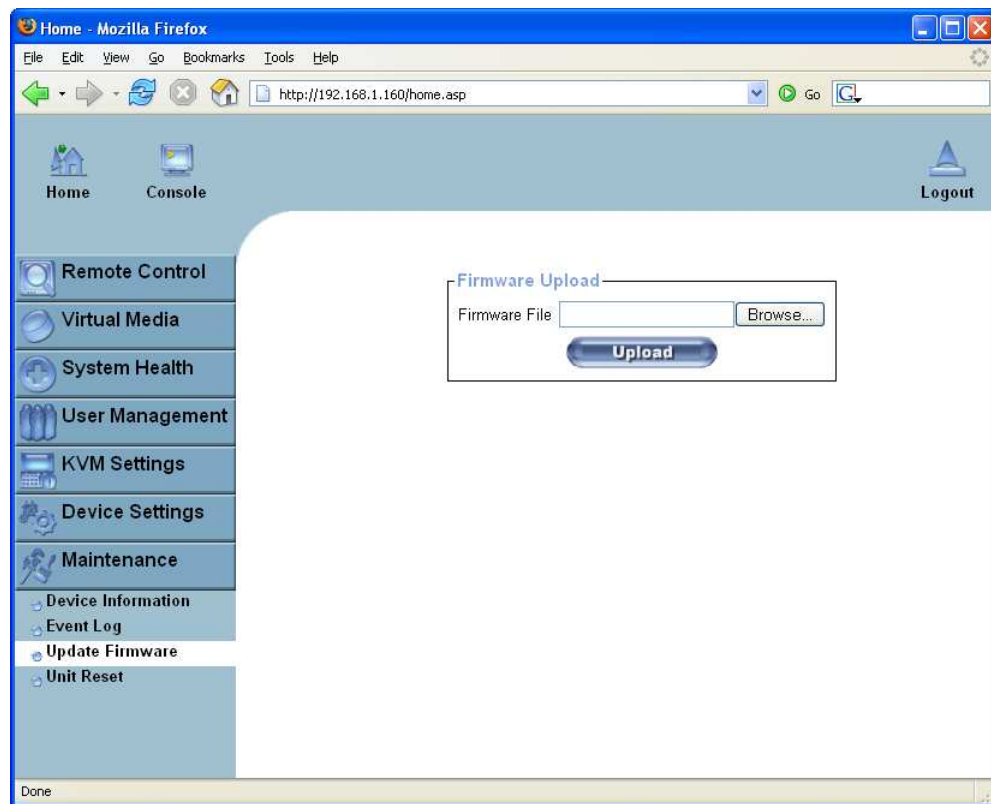 Home - Mozilla Firefox
File Edit View Go Bookmarks Tools Help
http://192.168.1.160/home.asp
Go
G
Home
Console
Logout
Remote Control
Virtual Media
System Health
User Management
KVM Settings
Device Settings
Maintenance
Device Information
Event Log
Update Firmware
Unit Reset
Firmware Upload
Firmware File
Browse...
Upload
Done